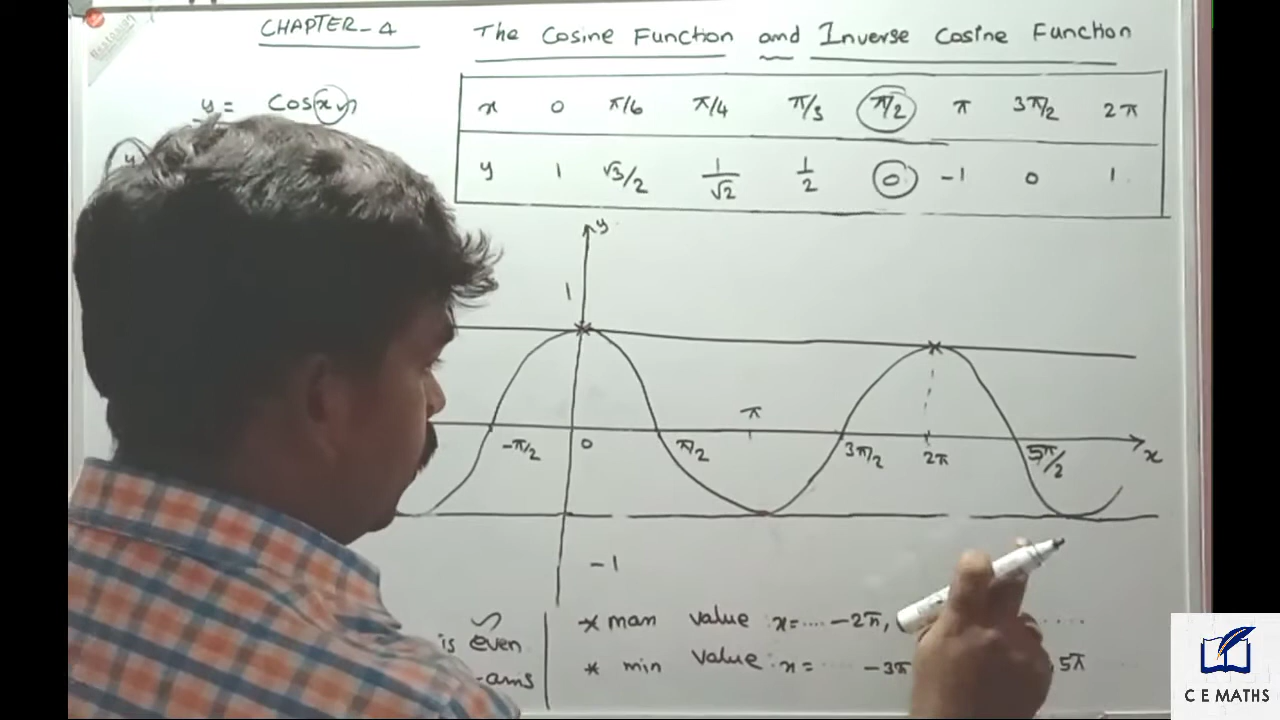 CHAPTER-4
The Cosine Function and Inverse Cosine Function
y = Cos x
x 0 π/6 π/4 π/3 π/2 π 3π/2 2π
y 1 √3/2 1/√2 1/2 0 -1 0 1
y
y
1
π
-π/2 0 π/2 3π/2 2π 5π/2 x
-1
is even
* max value x=.... -2π, ....
* min value x= .... -3π 5π
C E MATHS